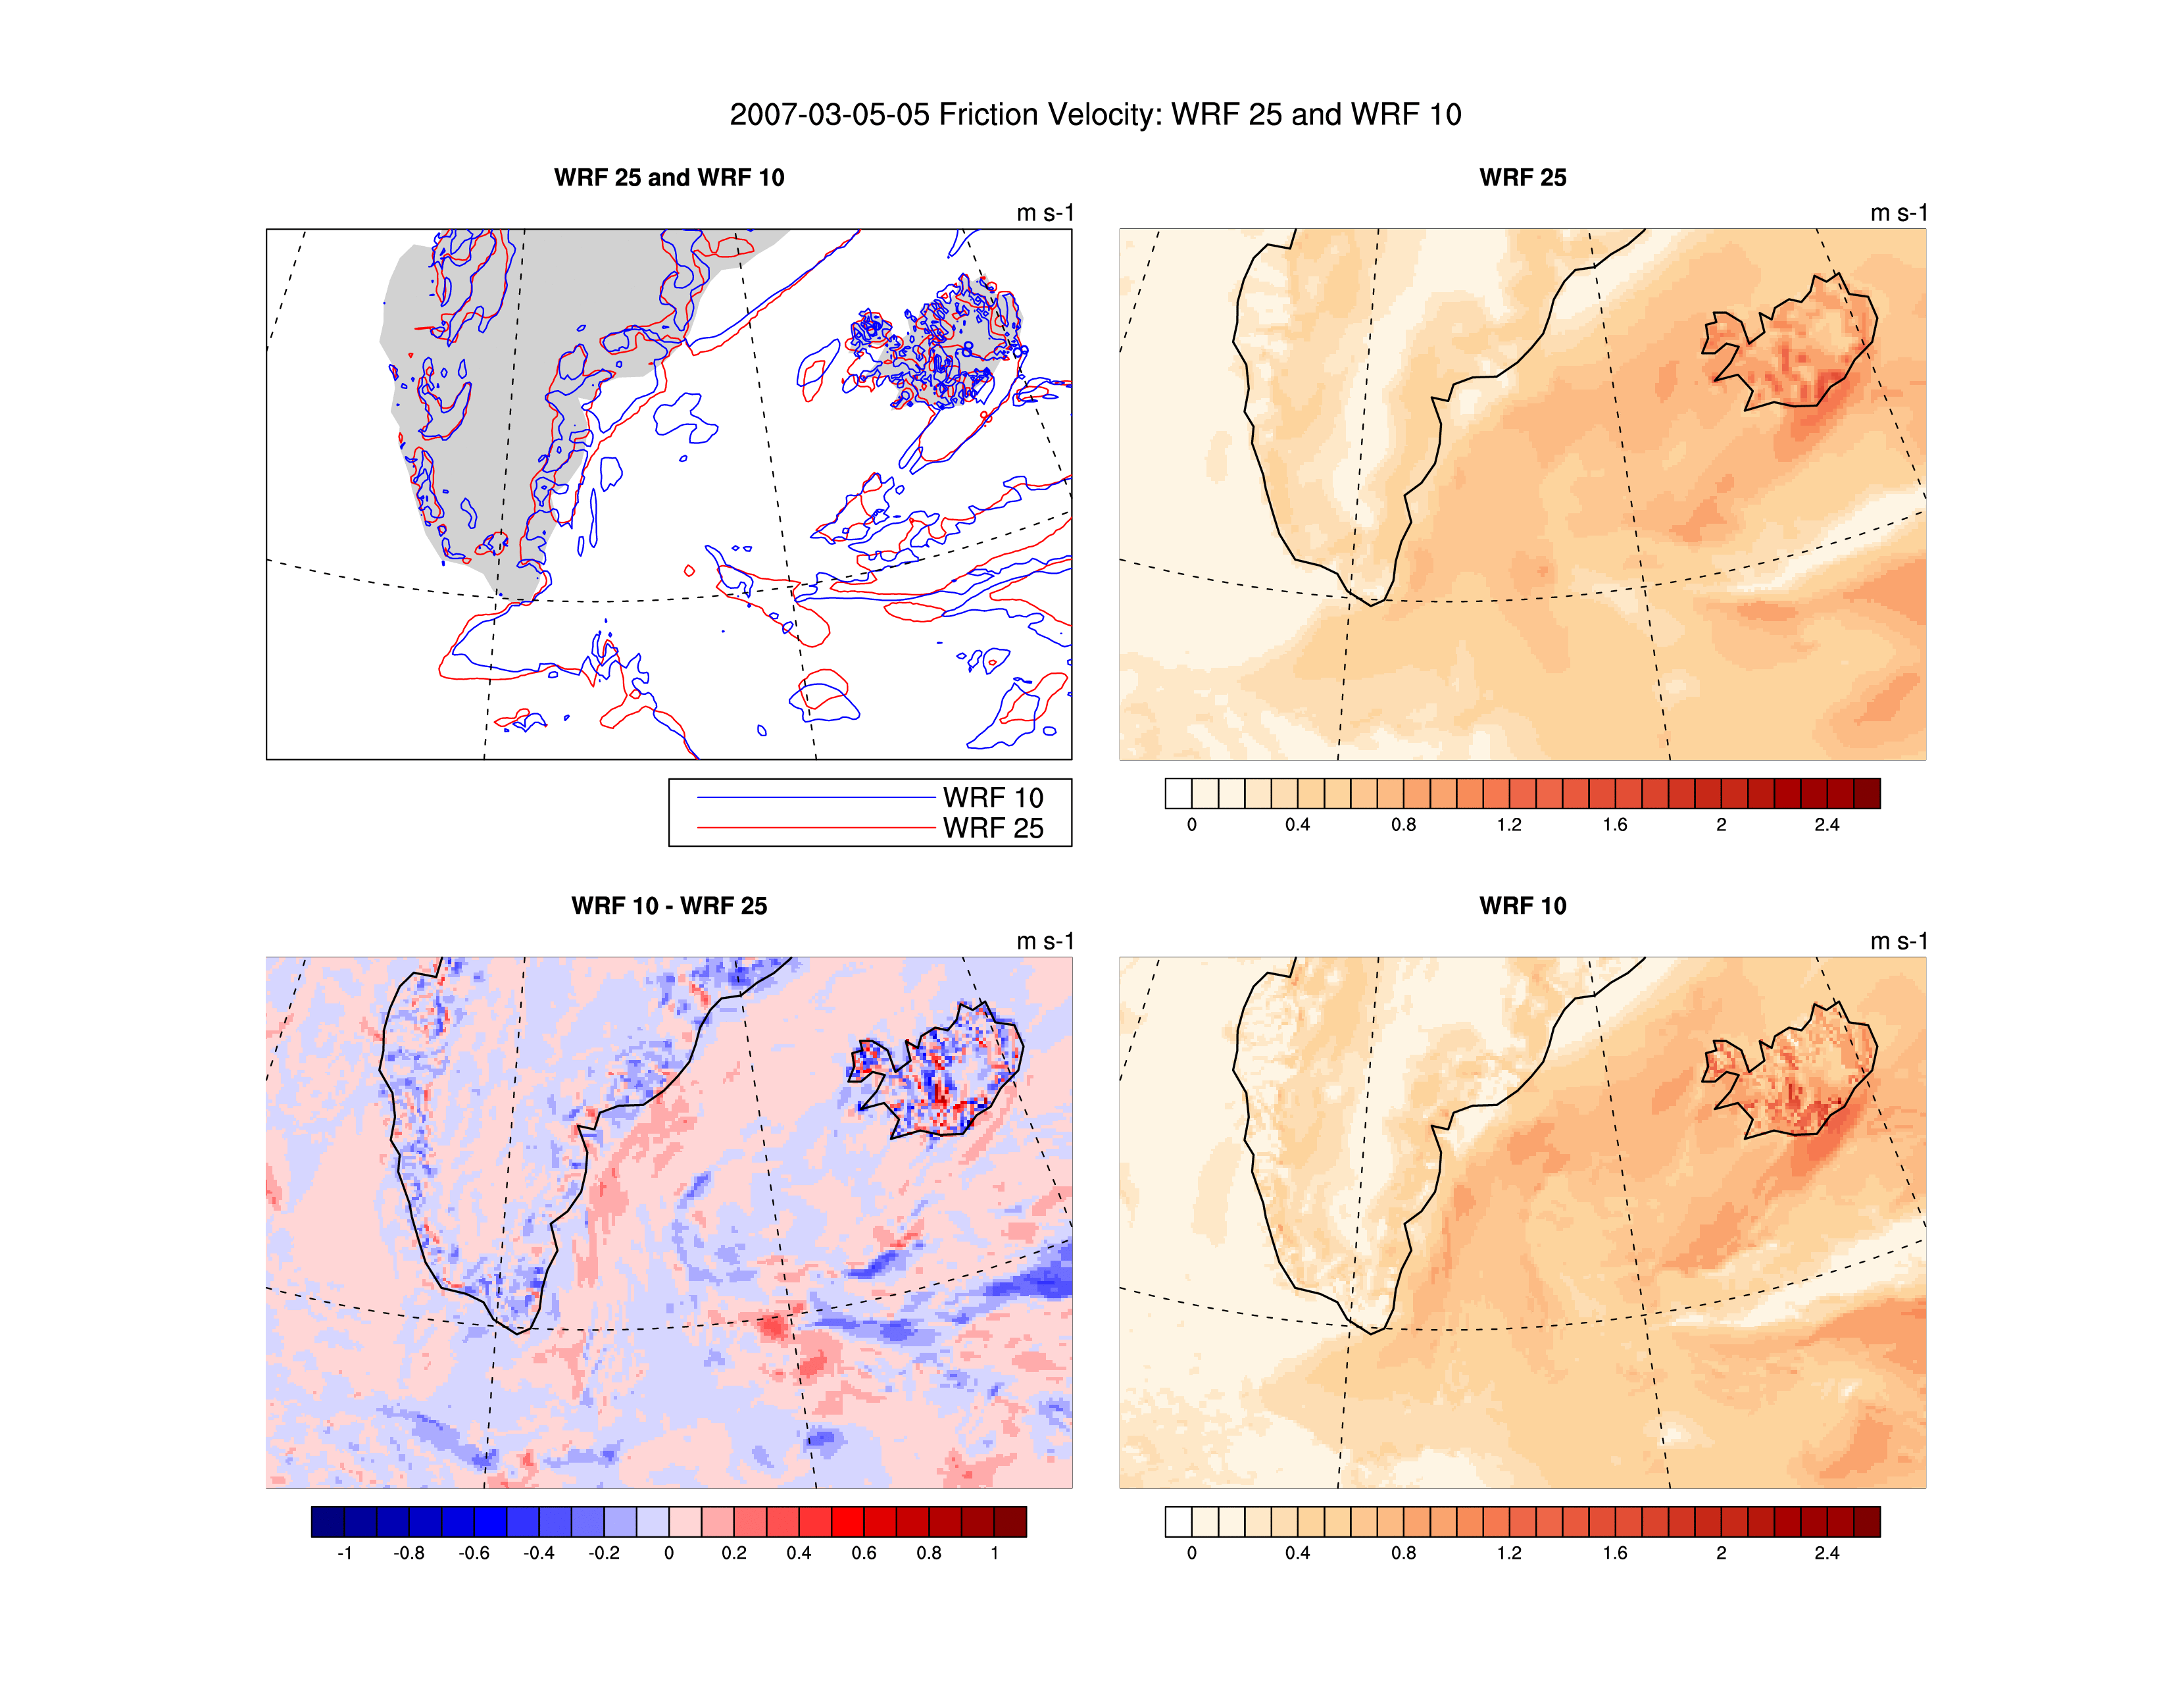 2007-03-05-05 Friction Velocity: WRF 25 and WRF 10
WRF 25 and WRF 10
m s-1
WRF 10
WRF 25
WRF 25
m s-1
0 0.4 0.8 1.2 1.6 2 2.4
WRF 10 - WRF 25
m s-1
-1 -0.8 -0.6 -0.4 -0.2 0 0.2 0.4 0.6 0.8 1
WRF 10
m s-1
0 0.4 0.8 1.2 1.6 2 2.4